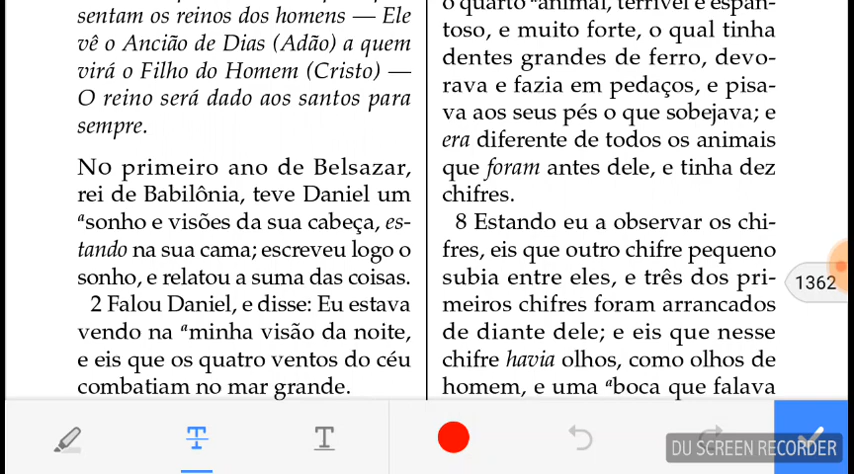 sentam os reinos dos homens — Ele
vê o Ancião de Dias (Adão) a quem
virá o Filho do Homem (Cristo) —
O reino será dado aos santos para
sempre.
No primeiro ano de Belsazar,
rei de Babilônia, teve Daniel um
ᵃsonho e visões da sua cabeça, es-
tando na sua cama; escreveu logo o
sonho, e relatou a suma das coisas.
2 Falou Daniel, e disse: Eu estava
vendo na ᵃminha visão da noite,
e eis que os quatro ventos do céu
combatiam no mar grande.
o quarto ᵃanimal, terrível e espan-
toso, e muito forte, o qual tinha
dentes grandes de ferro, devo-
rava e fazia em pedaços, e pisa-
va aos seus pés o que sobejava; e
era diferente de todos os animais
que foram antes dele, e tinha dez
chifres.
8 Estando eu a observar os chi-
fres, eis que outro chifre pequeno
subia entre eles, e três dos pri-
meiros chifres foram arrancados
de diante dele; e eis que nesse
chifre havia olhos, como olhos de
homem, e uma ᵃboca que falava
1362
T
T
DU SCREEN RECORDER